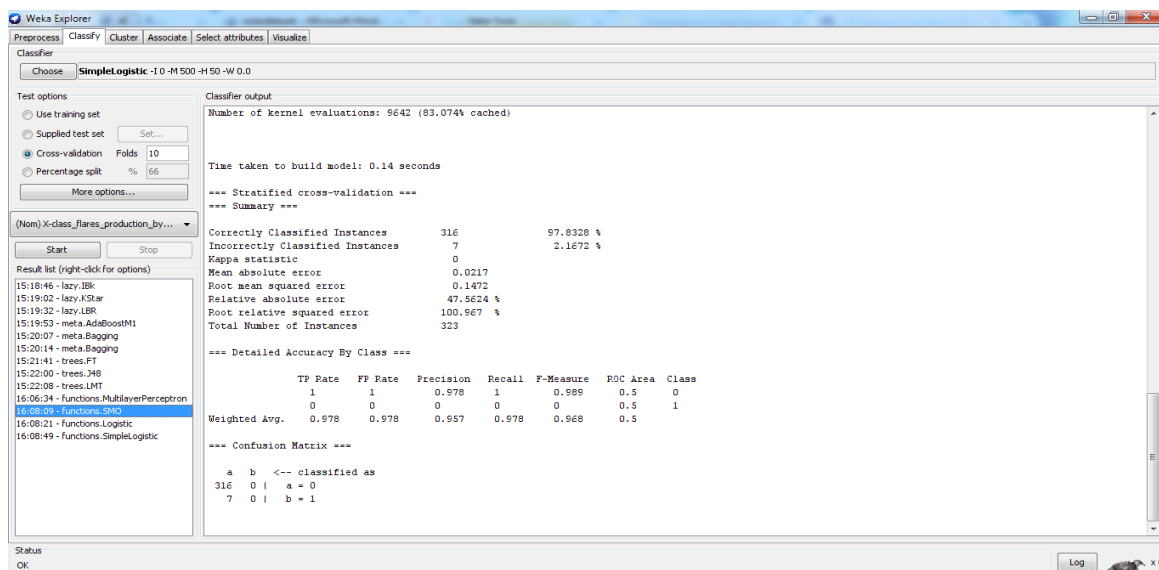 Weka Explorer
Preprocess Classify Cluster Associate Select attributes Visualize
Classifier
Choose SimpleLogistic -I 0 -M 500 -H 50 -W 0.0
Test options
Use training set
Supplied test set Set...
Cross-validation Folds 10
Percentage split % 66
More options...
(Nom) X-class_flares_production_by...
Start Stop
Result list (right-click for options)
15:18:46 - lazy.IBk
15:19:02 - lazy.KStar
15:19:32 - lazy.LBR
15:19:53 - meta.AdaBoostM1
15:20:07 - meta.Bagging
15:20:14 - meta.Bagging
15:21:41 - trees.FT
15:22:00 - trees.J48
15:22:08 - trees.LMT
16:06:34 - functions.MultilayerPerceptron
16:08:09 - functions.SMO
16:08:21 - functions.Logistic
16:08:49 - functions.SimpleLogistic
Classifier output
Number of kernel evaluations: 9642 (83.074% cached)
Time taken to build model: 0.14 seconds
=== Stratified cross-validation ===
=== Summary ===
Correctly Classified Instances 316 97.8328 %
Incorrectly Classified Instances 7 2.1672 %
Kappa statistic 0
Mean absolute error 0.0217
Root mean squared error 0.1472
Relative absolute error 47.5624 %
Root relative squared error 100.967 %
Total Number of Instances 323
=== Detailed Accuracy By Class ===
TP Rate FP Rate Precision Recall F-Measure ROC Area Class
1 1 0.978 1 0.989 0.5 0
0 0 0 0 0 0.5 1
Weighted Avg. 0.978 0.978 0.957 0.978 0.968 0.5
=== Confusion Matrix ===
a b <-- classified as
316 0 | a = 0
7 0 | b = 1
Status
OK
Log
x